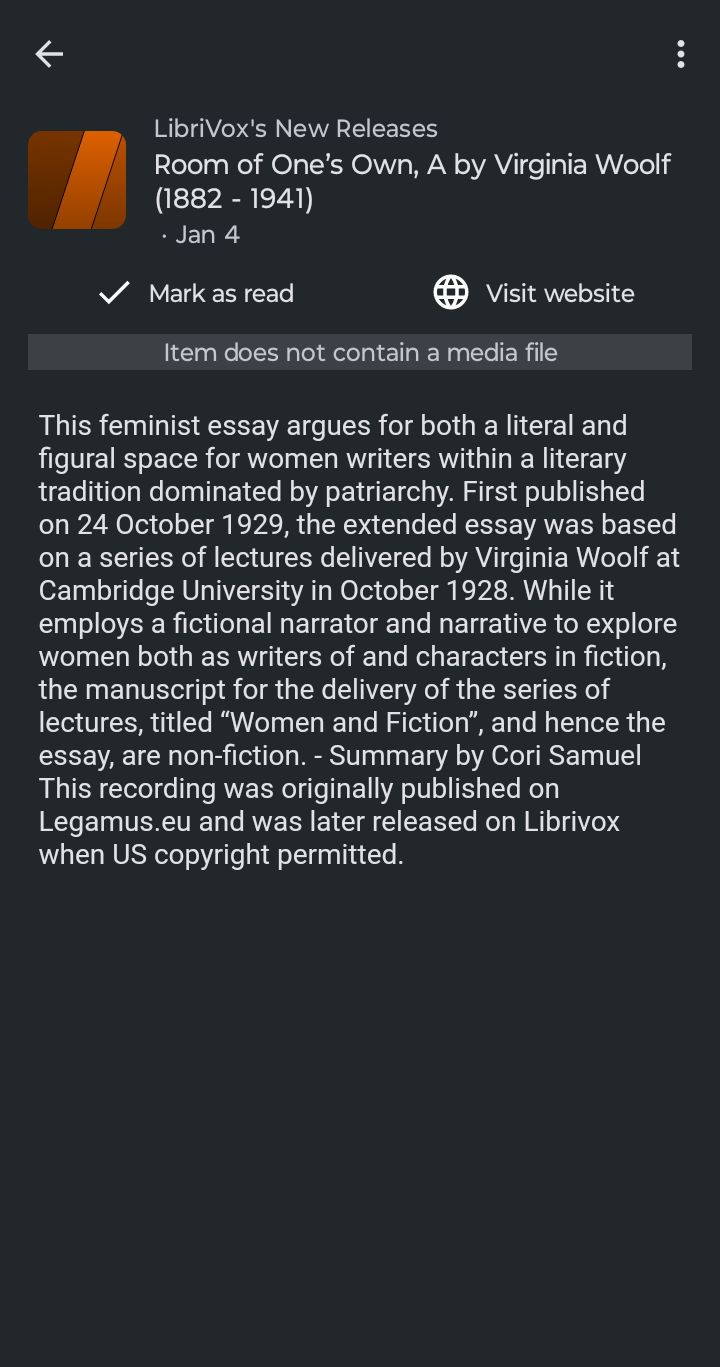 LibriVox's New Releases
Room of One’s Own, A by Virginia Woolf
(1882 - 1941)
· Jan 4
Mark as read
Visit website
Item does not contain a media file
This feminist essay argues for both a literal and
figural space for women writers within a literary
tradition dominated by patriarchy. First published
on 24 October 1929, the extended essay was based
on a series of lectures delivered by Virginia Woolf at
Cambridge University in October 1928. While it
employs a fictional narrator and narrative to explore
women both as writers of and characters in fiction,
the manuscript for the delivery of the series of
lectures, titled “Women and Fiction”, and hence the
essay, are non-fiction. - Summary by Cori Samuel
This recording was originally published on
Legamus.eu and was later released on Librivox
when US copyright permitted.